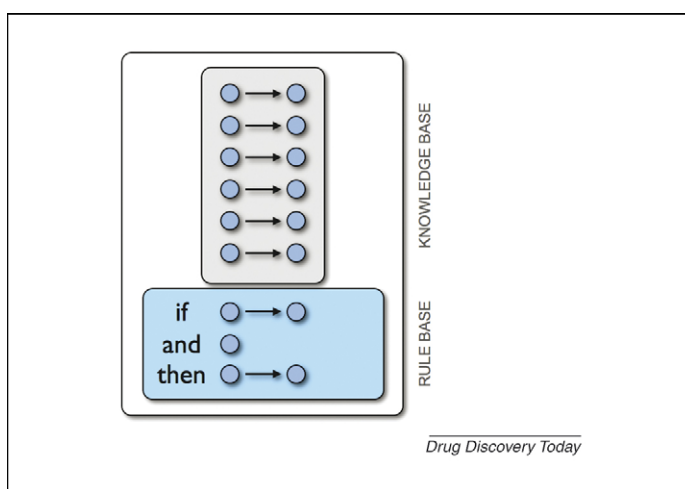 KNOWLEDGE BASE
if
and
then
RULE BASE
Drug Discovery Today